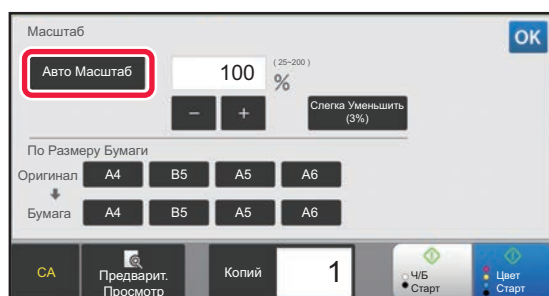 Масштаб
OK
Авто Масштаб
100
(25~200)
%
–
+
Слегка Уменьшить
(3%)
По Размеру Бумаги
Оригинал
A4
B5
A5
A6
Бумага
A4
B5
A5
A6
CA
Предварит.
Просмотр
Копий
1
Ч/Б
Старт
Цвет
Старт